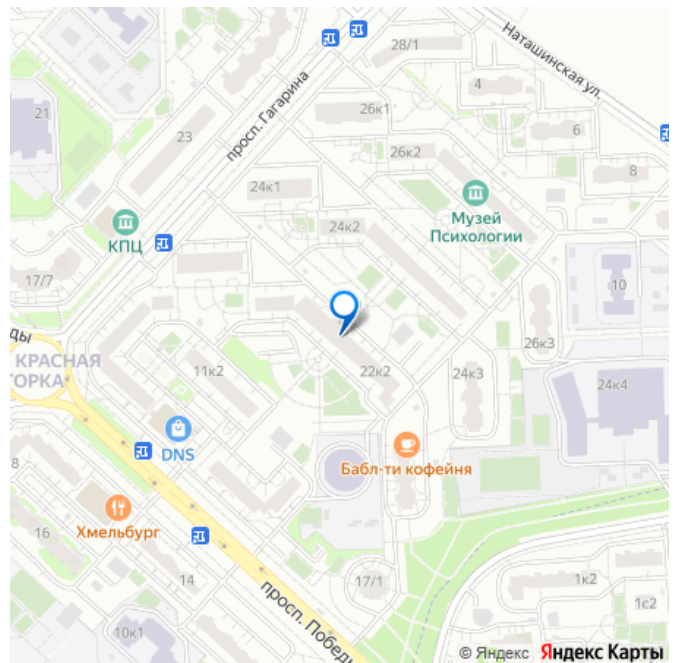 28/1
Наташинская ул.
4
21
просп. Гагарина
26к1
23
6
26к2
8
24к1
Музей
Психологии
24к2
КПЦ
17/7
10
ды
КРАСНАЯ
ГОРКА
26к3
11к2
22к2
24к3
24к4
DNS
Бабл-ти кофейня
8
Хмельбург
16
14
17/1
1к2
просп. Победы
1с2
10к1
© Яндекс Яндекс Карты